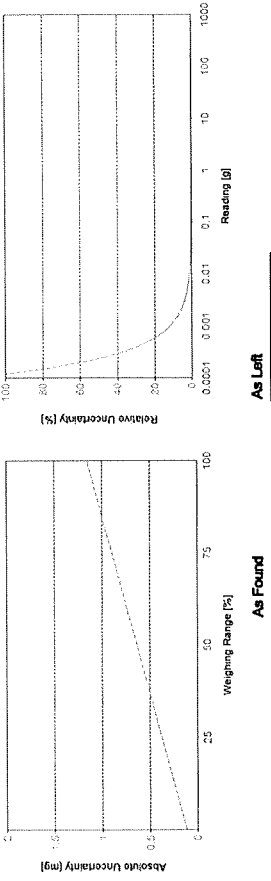 Absolute Uncertainty [mg]
2
1.5
1
0.5
0
25 50 75 100
Weighing Range [%]
As Found
Relative Uncertainty [%]
100
80
60
40
20
0
0.0001 0.001 0.01 0.1 1 10 100 1000
Reading [g]
As Left